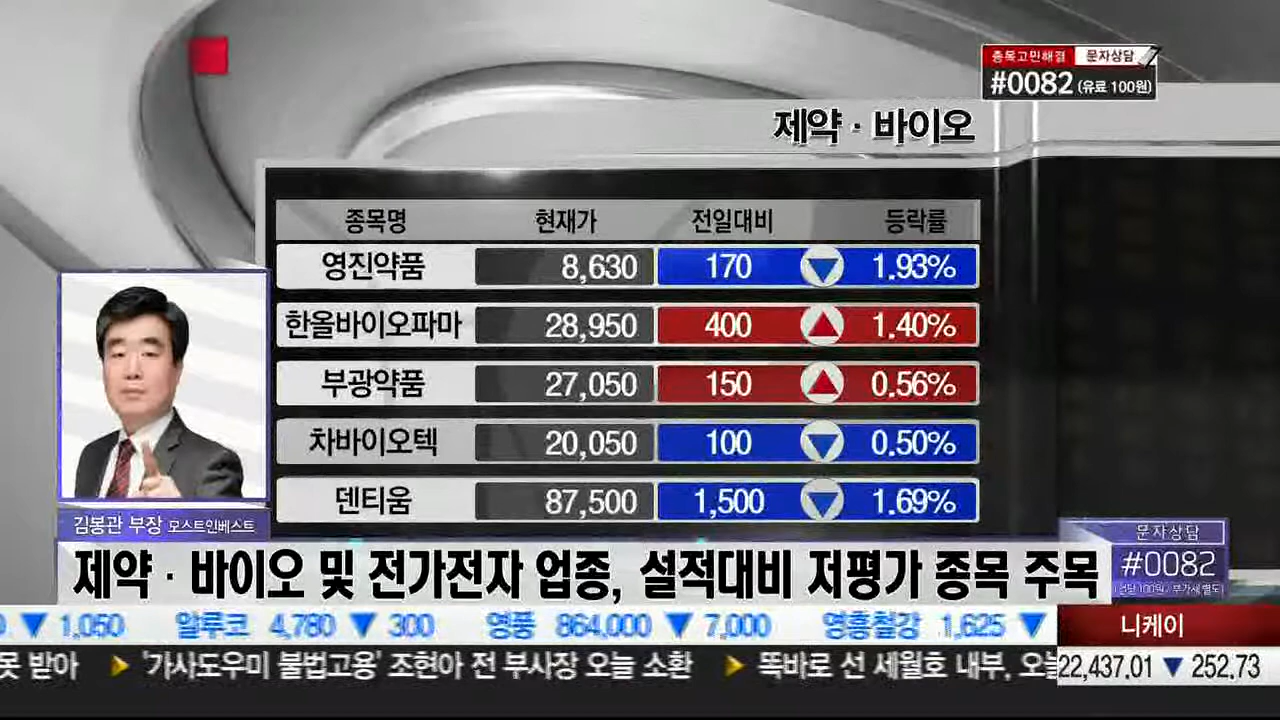 종목고민해결 문자상담
#0082 (유료 100원)
제약 · 바이오
종목명 현재가 전일대비 등락률
영진약품 8,630 170 ▼ 1.93%
한올바이오파마 28,950 400 ▲ 1.40%
부광약품 27,050 150 ▲ 0.56%
차바이오텍 20,050 100 ▼ 0.50%
덴티움 87,500 1,500 ▼ 1.69%
김봉관 부장 모스트인베스트
문자상담
#0082
제약 · 바이오 및 전가전자 업종, 설적대비 저평가 종목 주목
▼ 1,050 알루코 4,780 ▼ 300 영풍 864,000 ▼ 7,000 영흥철강 1,625 ▼
니케이
못 받아 ▶ '가사도우미 불법고용' 조현아 전 부사장 오늘 소환 ▶ 똑바로 선 세월호 내부, 오늘
22,437.01 ▼ 252.73